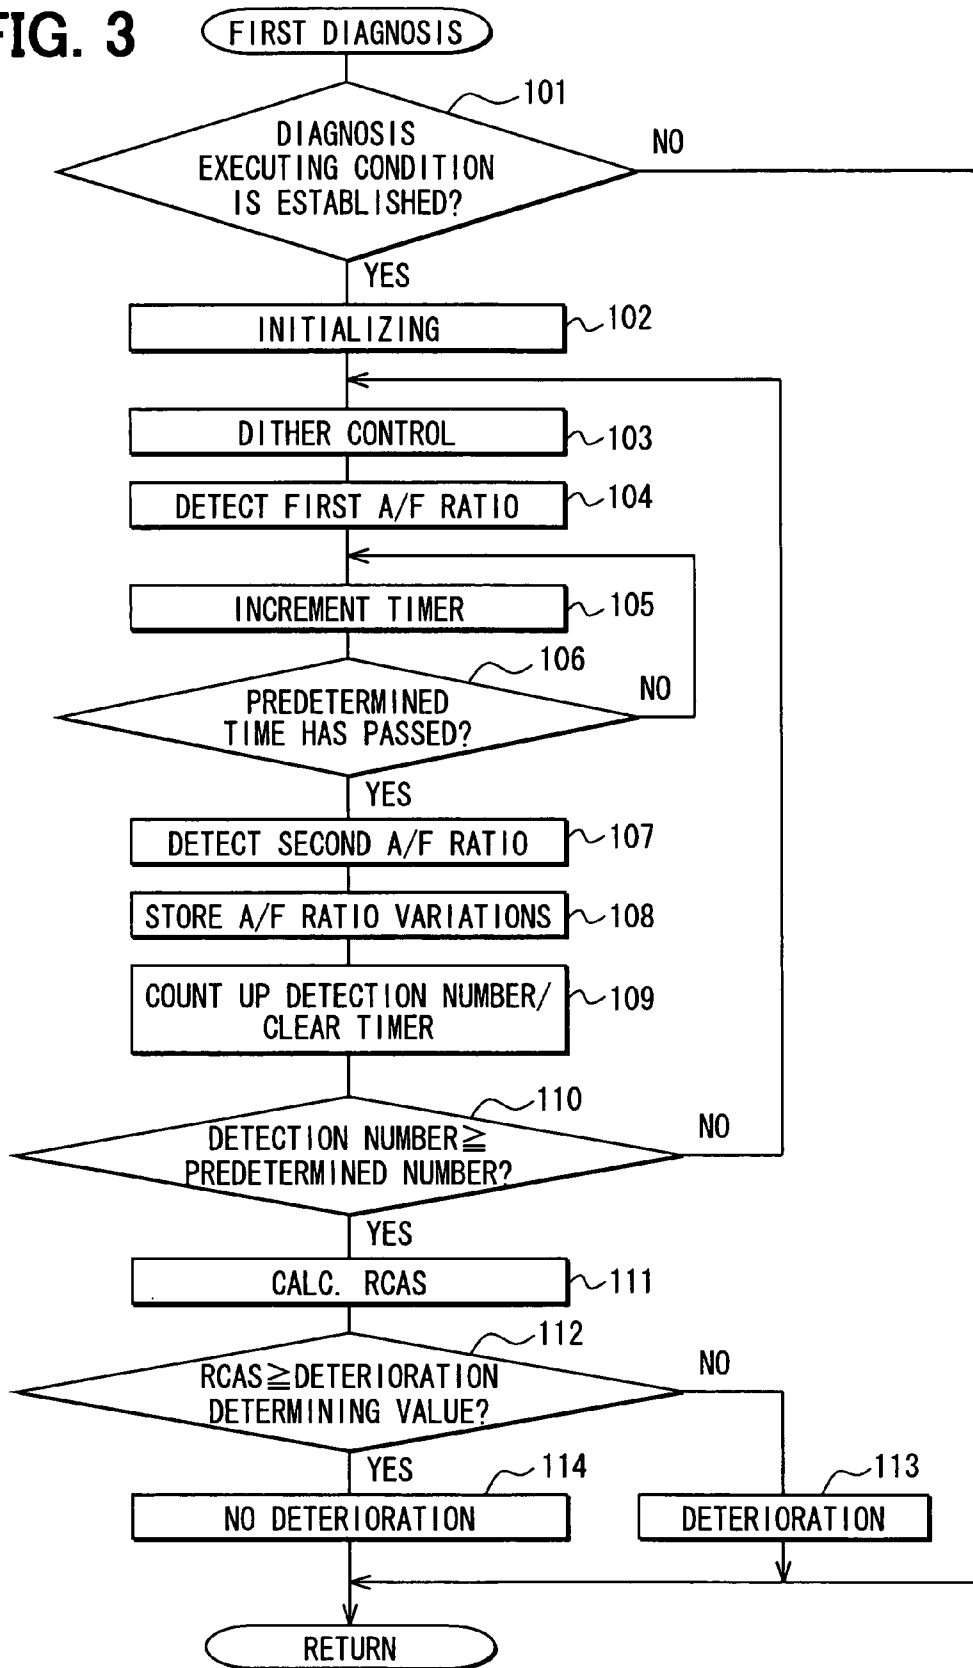 FIG. 3
FIRST DIAGNOSIS
101
DIAGNOSIS
EXECUTING CONDITION
IS ESTABLISHED?
NO
YES
INITIALIZING
102
DITHER CONTROL
103
DETECT FIRST A/F RATIO
104
INCREMENT TIMER
105
106
PREDETERMINED
TIME HAS PASSED?
NO
YES
DETECT SECOND A/F RATIO
107
STORE A/F RATIO VARIATIONS
108
COUNT UP DETECTION NUMBER/
CLEAR TIMER
109
110
DETECTION NUMBER≧
PREDETERMINED NUMBER?
NO
YES
CALC. RCAS
111
112
RCAS≧DETERIORATION
DETERMINING VALUE?
NO
YES
114
NO DETERIORATION
113
DETERIORATION
RETURN